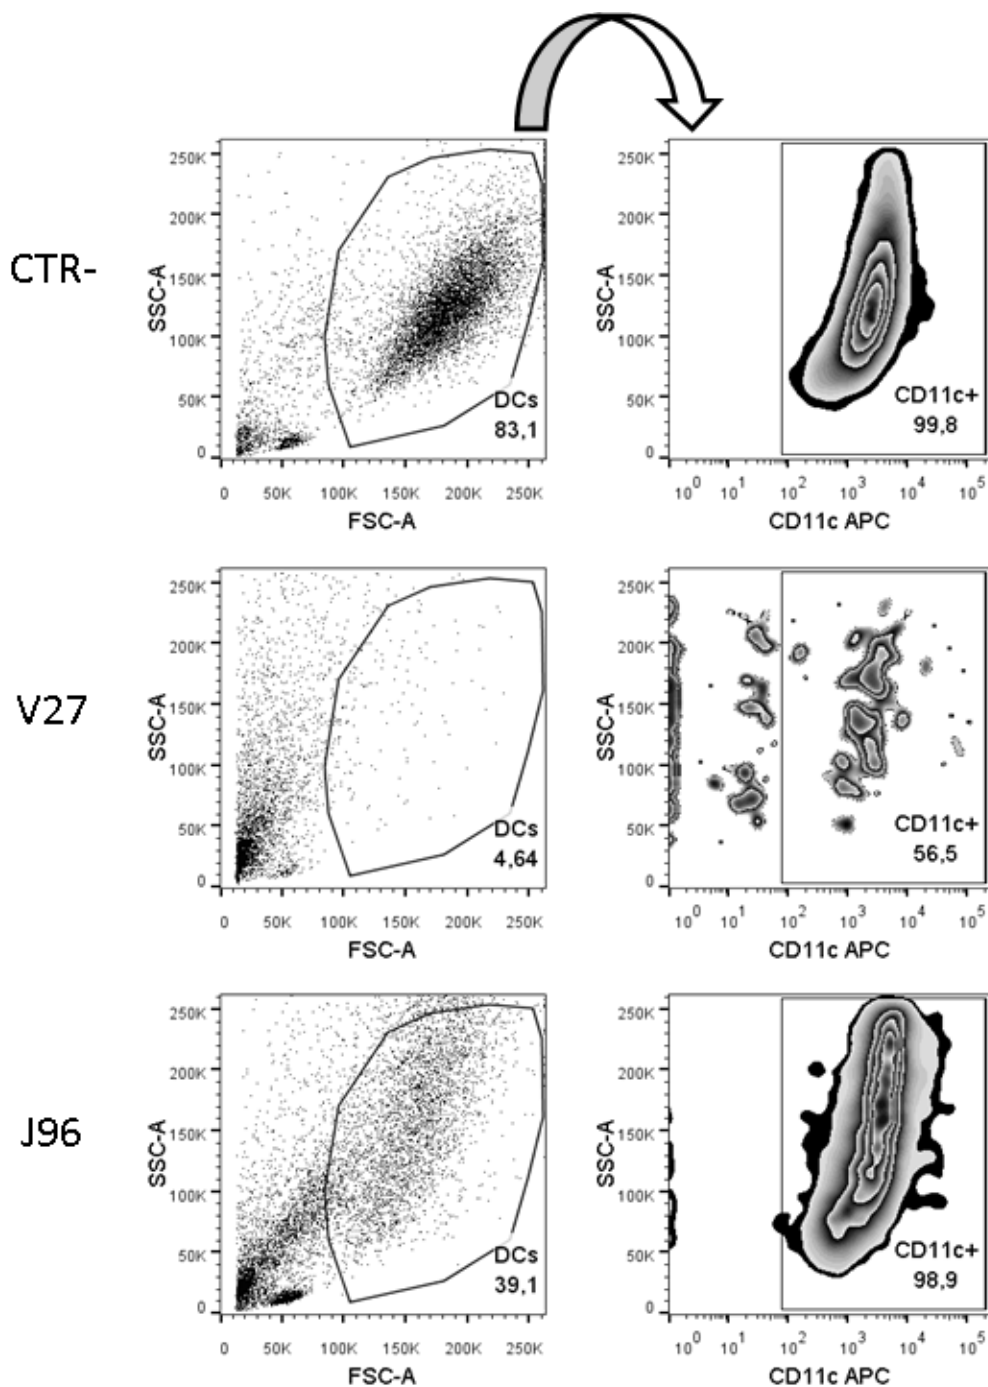 CTR-
250K
200K
150K
100K
50K
0
SSC-A
DCs
83,1
0 50K 100K 150K 200K 250K
FSC-A
250K
200K
150K
100K
50K
0
SSC-A
CD11c+
99,8
10^0 10^1 10^2 10^3 10^4 10^5
CD11c APC
V27
250K
200K
150K
100K
50K
0
SSC-A
DCs
4,64
0 50K 100K 150K 200K 250K
FSC-A
250K
200K
150K
100K
50K
0
SSC-A
CD11c+
56,5
10^0 10^1 10^2 10^3 10^4 10^5
CD11c APC
J96
250K
200K
150K
100K
50K
0
SSC-A
DCs
39,1
0 50K 100K 150K 200K 250K
FSC-A
250K
200K
150K
100K
50K
0
SSC-A
CD11c+
98,9
10^0 10^1 10^2 10^3 10^4 10^5
CD11c APC